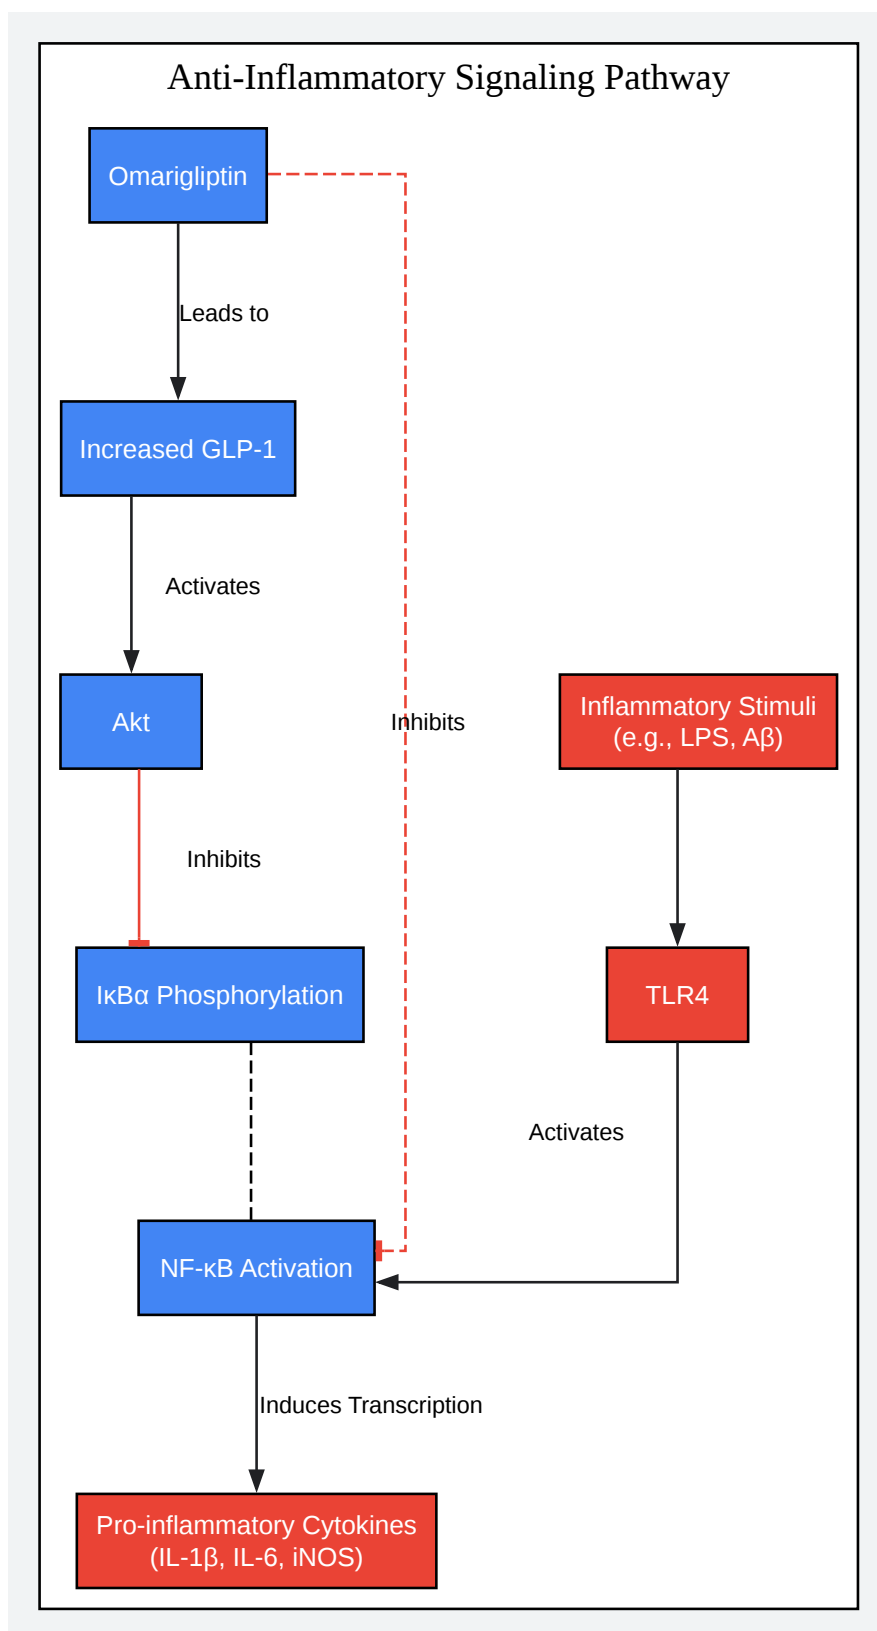 Anti-Inflammatory Signaling Pathway
Omarigliptin
Leads to
Increased GLP-1
Activates
Akt
Inhibits
Inflammatory Stimuli
(e.g., LPS, Aβ)
Inhibits
IκBα Phosphorylation
TLR4
Activates
NF-κB Activation
Induces Transcription
Pro-inflammatory Cytokines
(IL-1β, IL-6, iNOS)